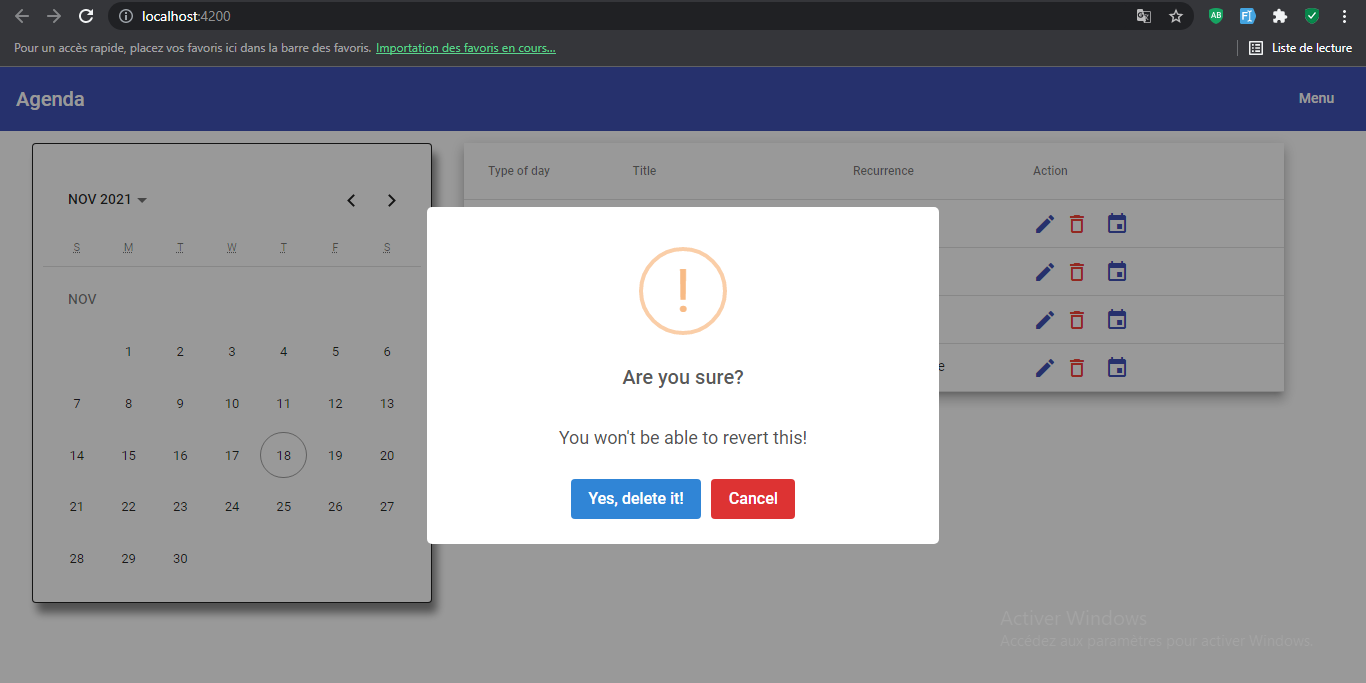 localhost:4200
Pour un accès rapide, placez vos favoris ici dans la barre des favoris. Importation des favoris en cours...
Liste de lecture
Agenda
Menu
NOV 2021
S M T W T F S
NOV
1 2 3 4 5 6
7 8 9 10 11 12 13
14 15 16 17 18 19 20
21 22 23 24 25 26 27
28 29 30
Type of day Title Recurrence Action
e
!
Are you sure?
You won't be able to revert this!
Yes, delete it! Cancel
Activer Windows
Accédez aux paramètres pour activer Windows.